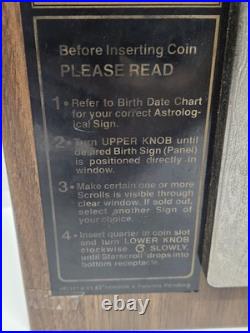 Before Inserting Coin
PLEASE READ
1 • Refer to Birth Date Chart
for your correct Astrolog-
ical Sign.
2 • Turn UPPER KNOB until
desired Birth Sign (Panel)
is positioned directly in
window.
3 • Make certain one or more
Scrolls is visible through
clear window. If sold out,
select another Sign of
your choice.
4 • Insert quarter in coin slot
and turn LOWER KNOB
clockwise SLOWLY,
until Starscroll drops into
bottom receptacle.
Patents Pending